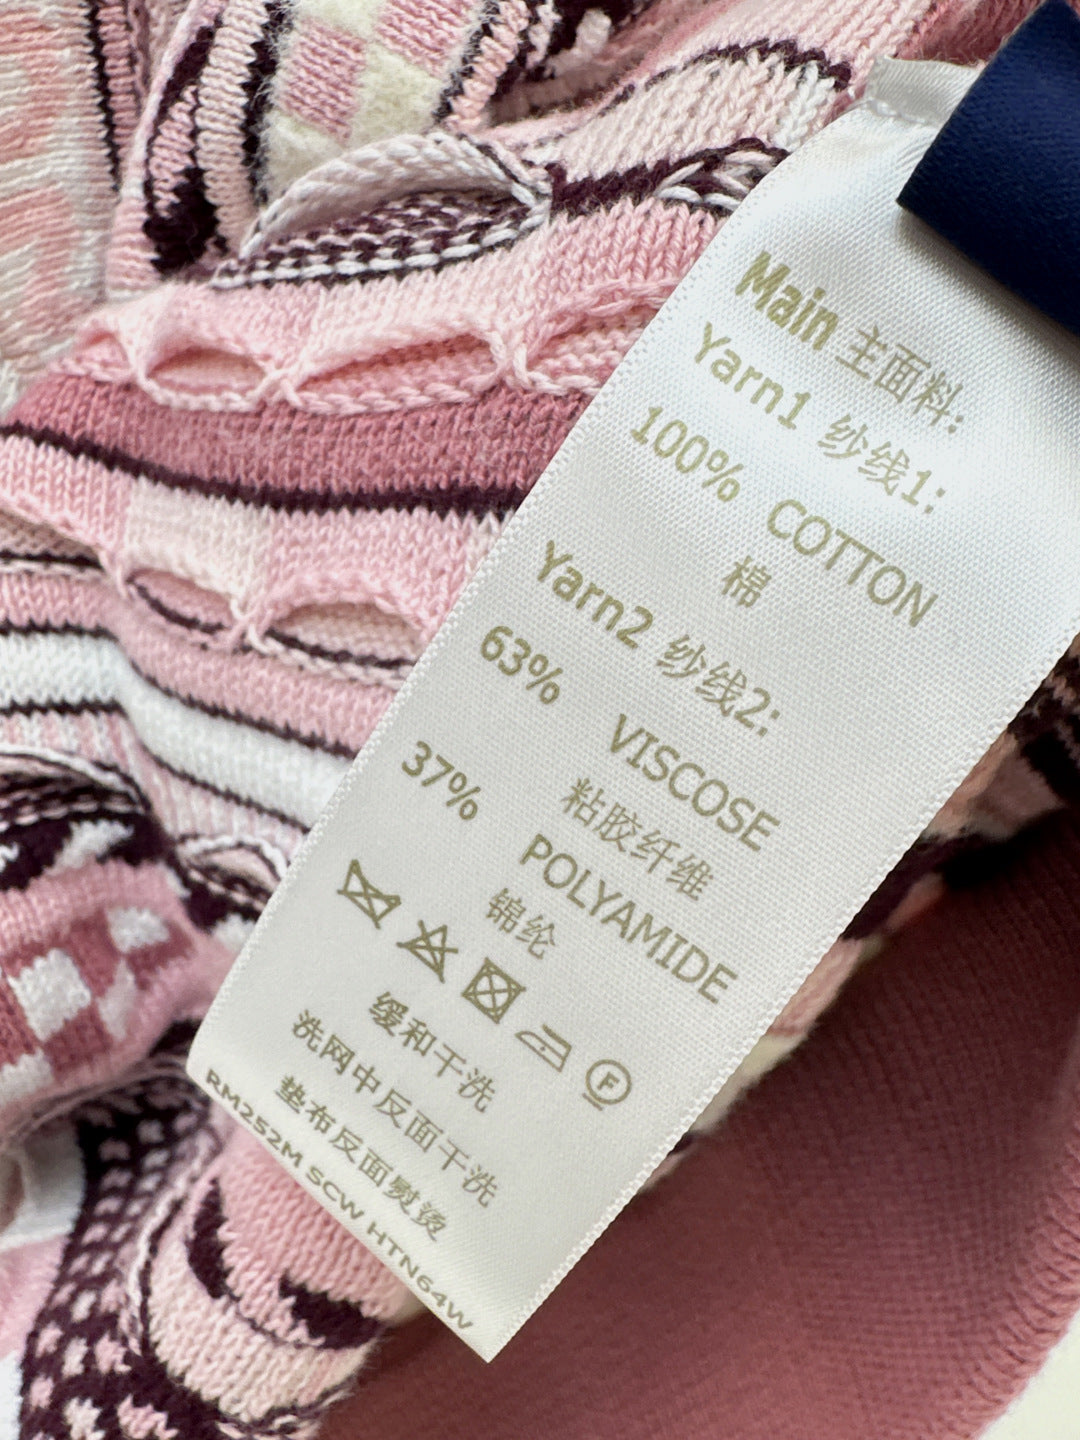 Main 主面料:
Yarn1 纱线1:
100% COTTON
棉
Yarn2 纱线2:
63% VISCOSE
粘胶纤维
37% POLYAMIDE
锦纶
F
缓和干洗
洗网中反面干洗
垫布反面熨烫
RM252M SCW HTN64W